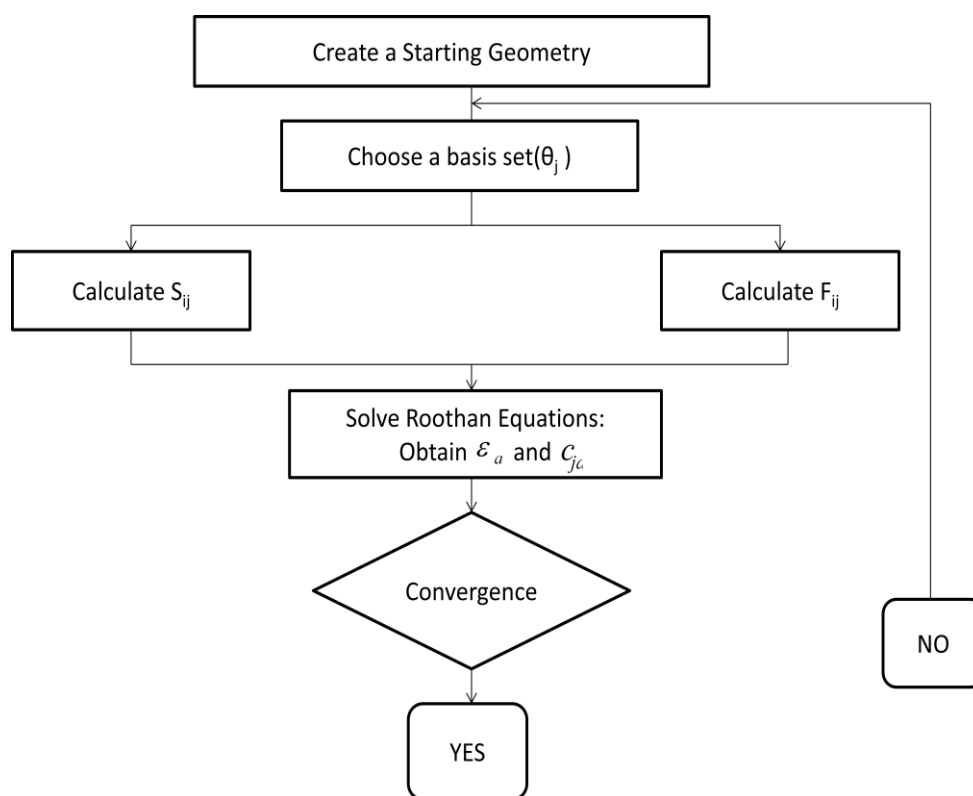 Create a Starting Geometry
Choose a basis set(θⱼ )
Calculate Sᵢⱼ
Calculate Fᵢⱼ
Solve Roothan Equations:
Obtain ε ₐ and cⱼₐ
Convergence
NO
YES